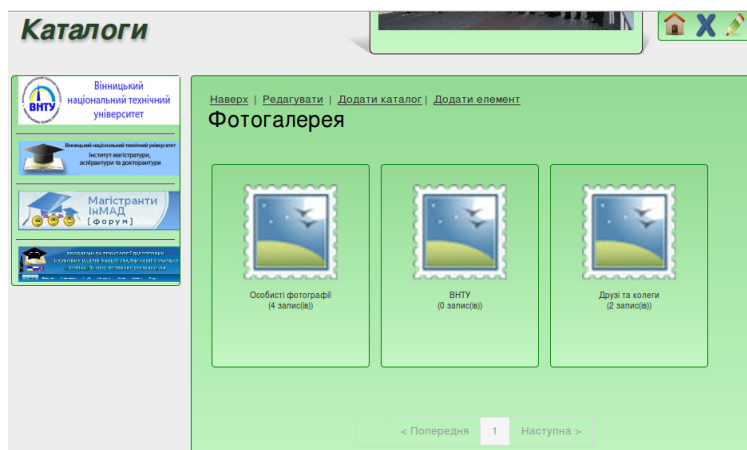 Каталоги
Вінницький
національний технічний
університет
ВНТУ
Вінницький національний технічний університет
Інститут магістратури,
аспірантури та докторантури
Магістранти
ІнМАД
[форум]
Наверх | Редагувати | Додати каталог | Додати елемент
Фотогалерея
Особисті фотографії
(4 запис(ів))
ВНТУ
(0 запис(ів))
Друзі та колеги
(2 запис(ів))
< Попередня 1 Наступна >